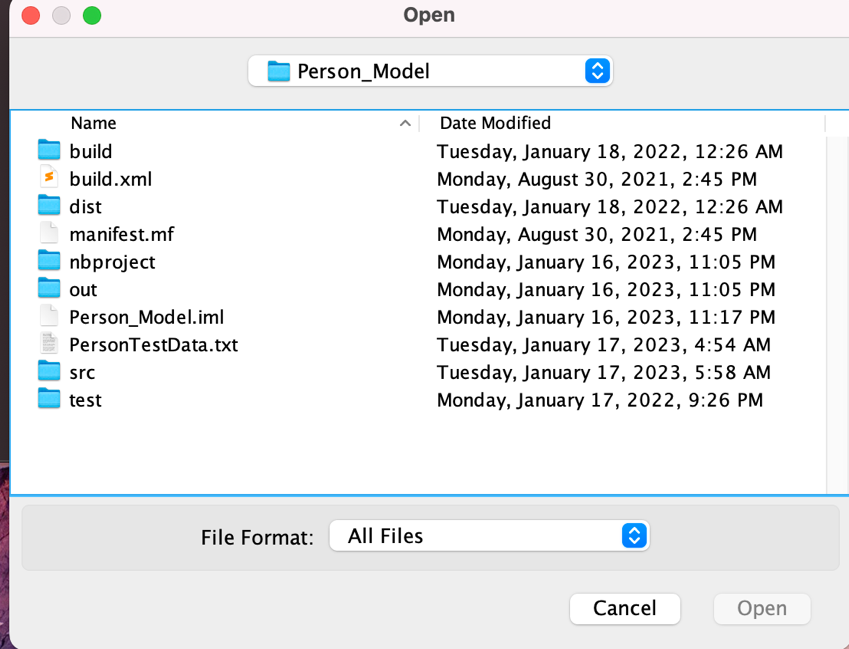 Open
Person_Model
Name Date Modified
build Tuesday, January 18, 2022, 12:26 AM
build.xml Monday, August 30, 2021, 2:45 PM
dist Tuesday, January 18, 2022, 12:26 AM
manifest.mf Monday, August 30, 2021, 2:45 PM
nbproject Monday, January 16, 2023, 11:05 PM
out Monday, January 16, 2023, 11:05 PM
Person_Model.iml Monday, January 16, 2023, 11:17 PM
PersonTestData.txt Tuesday, January 17, 2023, 4:54 AM
src Tuesday, January 17, 2023, 5:58 AM
test Monday, January 17, 2022, 9:26 PM
File Format: All Files
Cancel Open